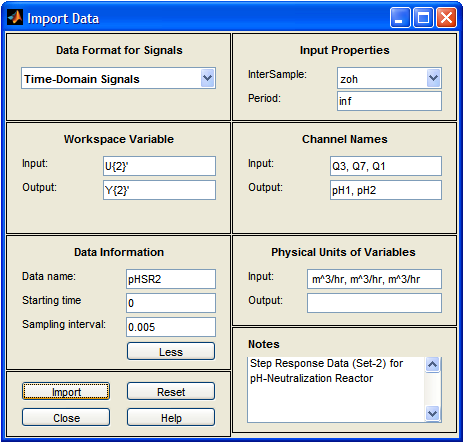 Import Data
Data Format for Signals
Time-Domain Signals
Input Properties
InterSample: zoh
Period: inf
Workspace Variable
Input: U{2}'
Output: Y{2}'
Channel Names
Input: Q3, Q7, Q1
Output: pH1, pH2
Data Information
Data name: pHSR2
Starting time 0
Sampling interval: 0.005
Less
Physical Units of Variables
Input: m^3/hr, m^3/hr, m^3/hr
Output:
Notes
Step Response Data (Set-2) for
pH-Neutralization Reactor
Import Reset
Close Help